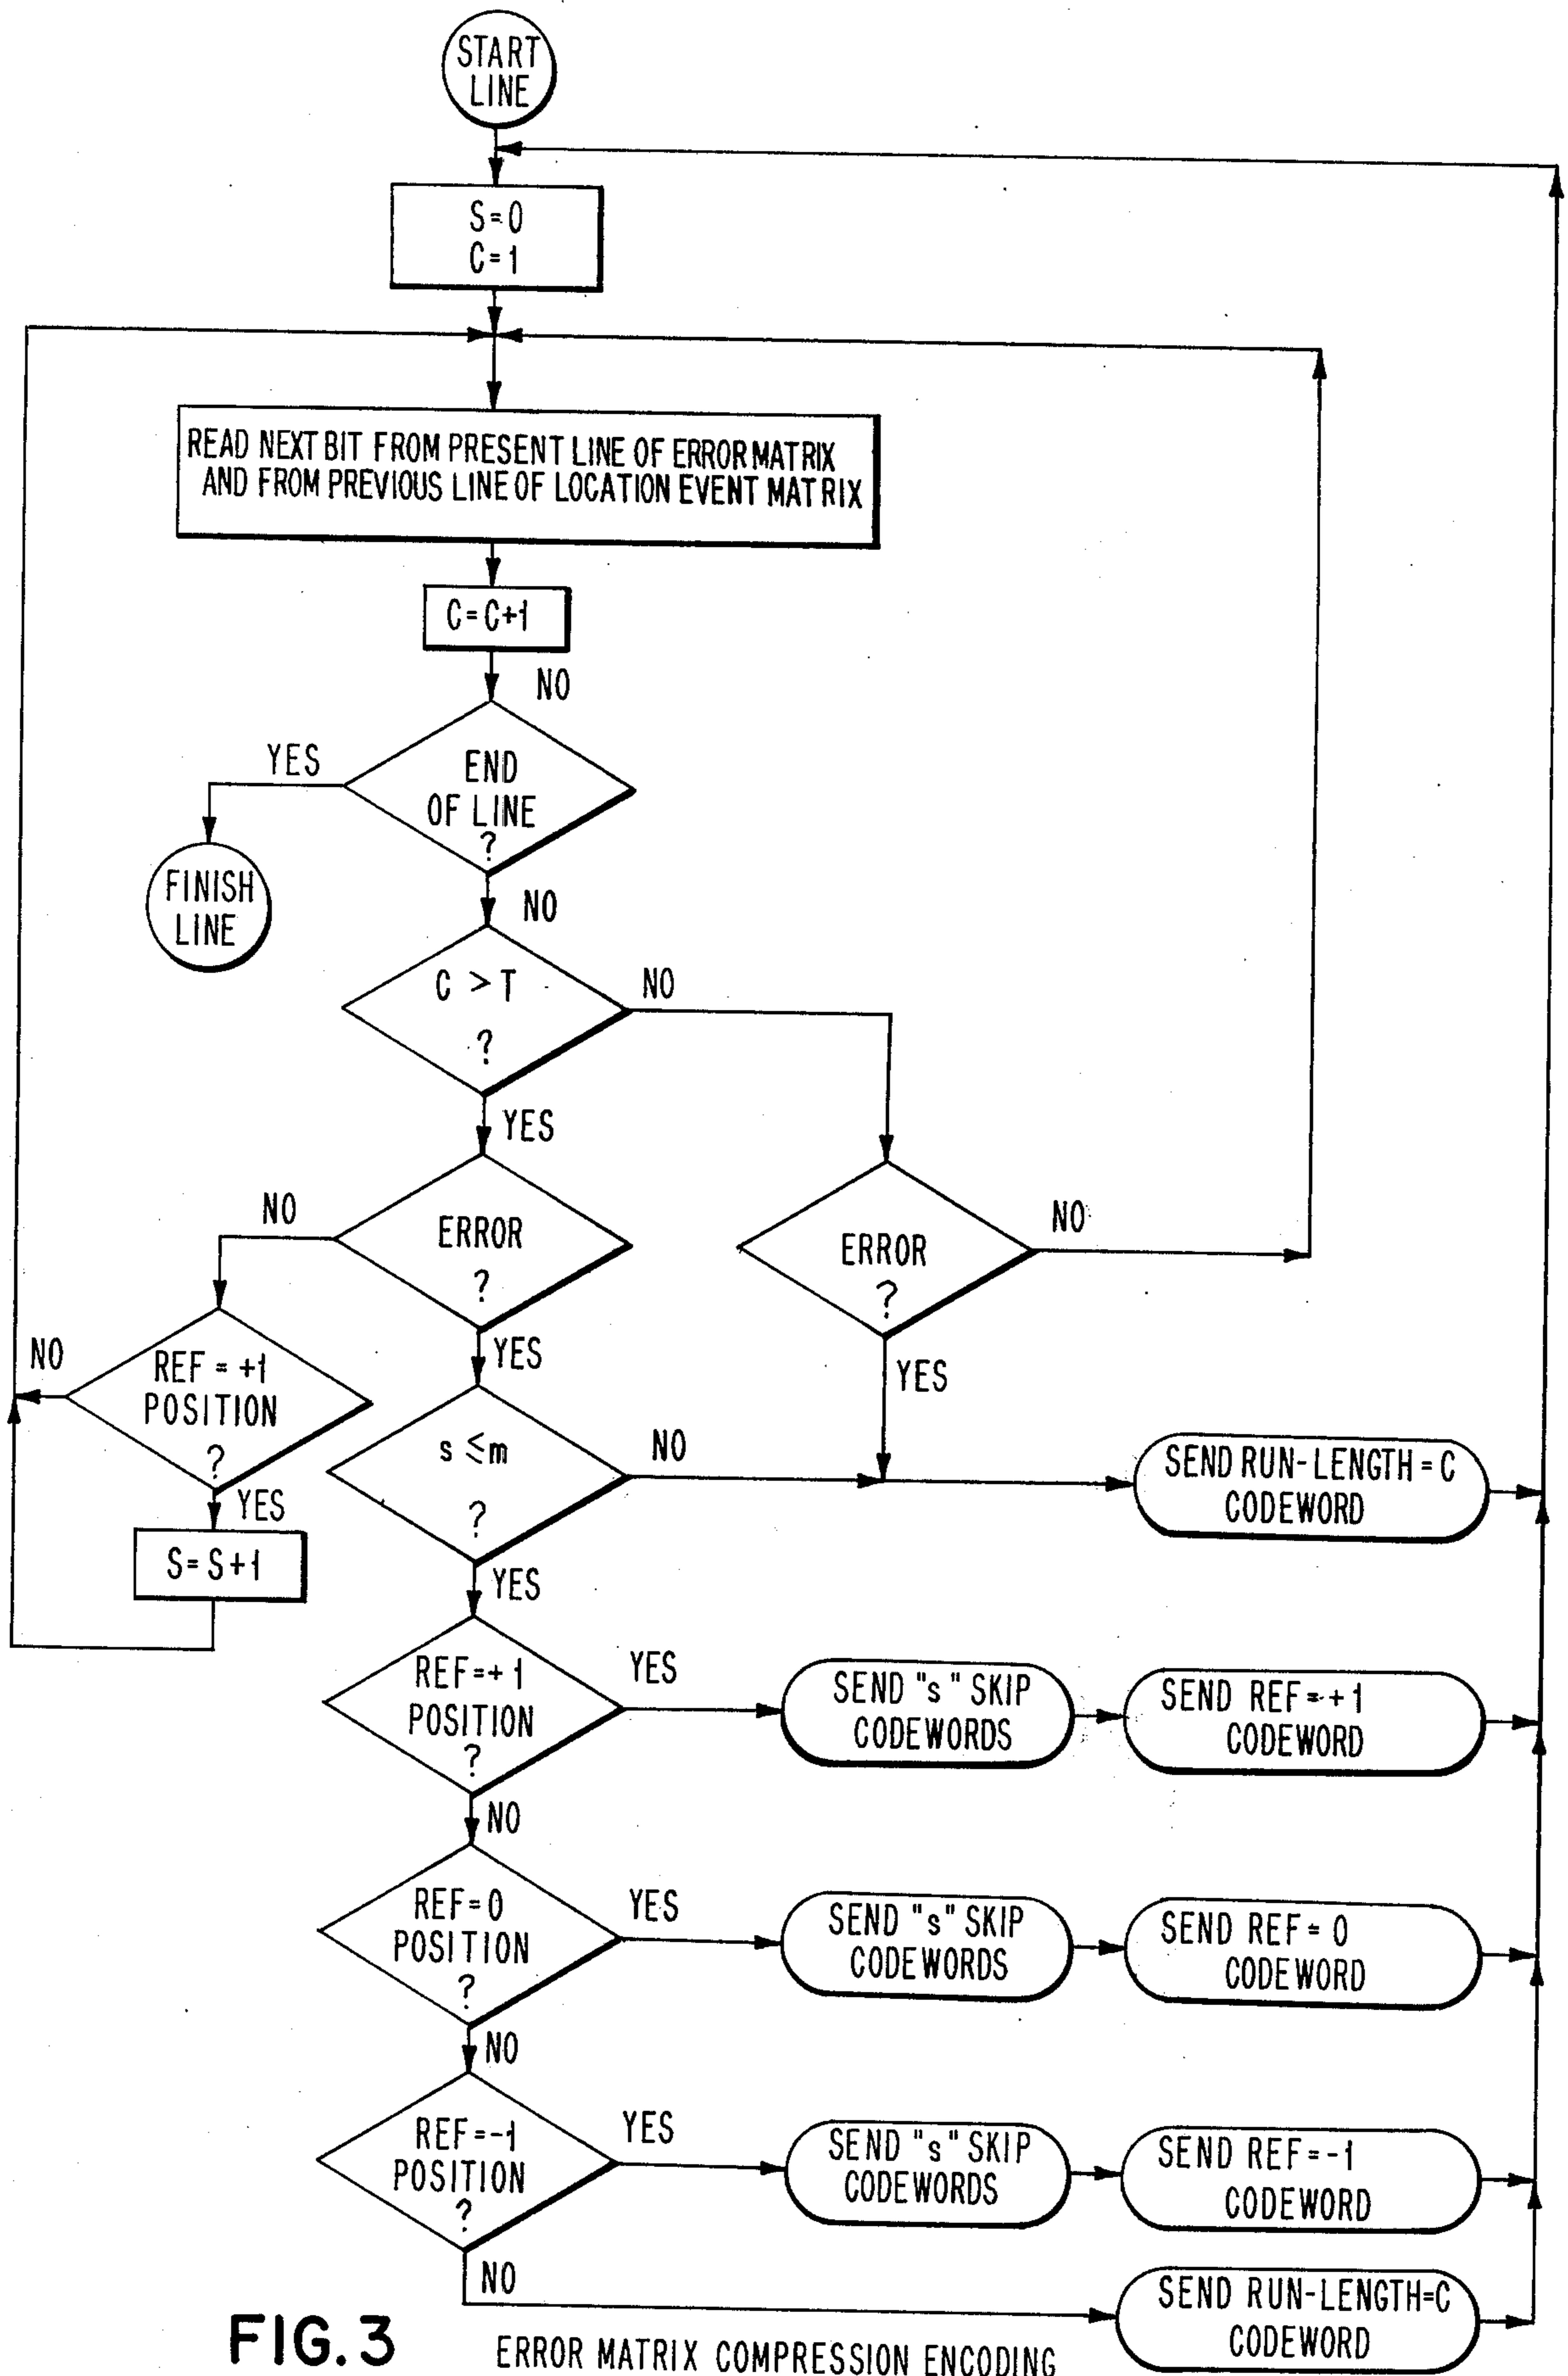 START
LINE
S=0
C=1
READ NEXT BIT FROM PRESENT LINE OF ERROR MATRIX
AND FROM PREVIOUS LINE OF LOCATION EVENT MATRIX
C=C+1
NO
END
OF LINE
?
YES
FINISH
LINE
NO
C > T
?
NO
YES
ERROR
?
NO
ERROR
?
NO
YES
REF = +1
POSITION
?
NO
YES
S=S+1
YES
s ≤ m
?
NO
SEND RUN-LENGTH = C
CODEWORD
YES
REF=+1
POSITION
?
YES
SEND "s" SKIP
CODEWORDS
SEND REF=+1
CODEWORD
NO
REF=0
POSITION
?
YES
SEND "s" SKIP
CODEWORDS
SEND REF=0
CODEWORD
NO
REF=-1
POSITION
?
YES
SEND "s" SKIP
CODEWORDS
SEND REF=-1
CODEWORD
NO
SEND RUN-LENGTH=C
CODEWORD
FIG. 3
ERROR MATRIX COMPRESSION ENCODING